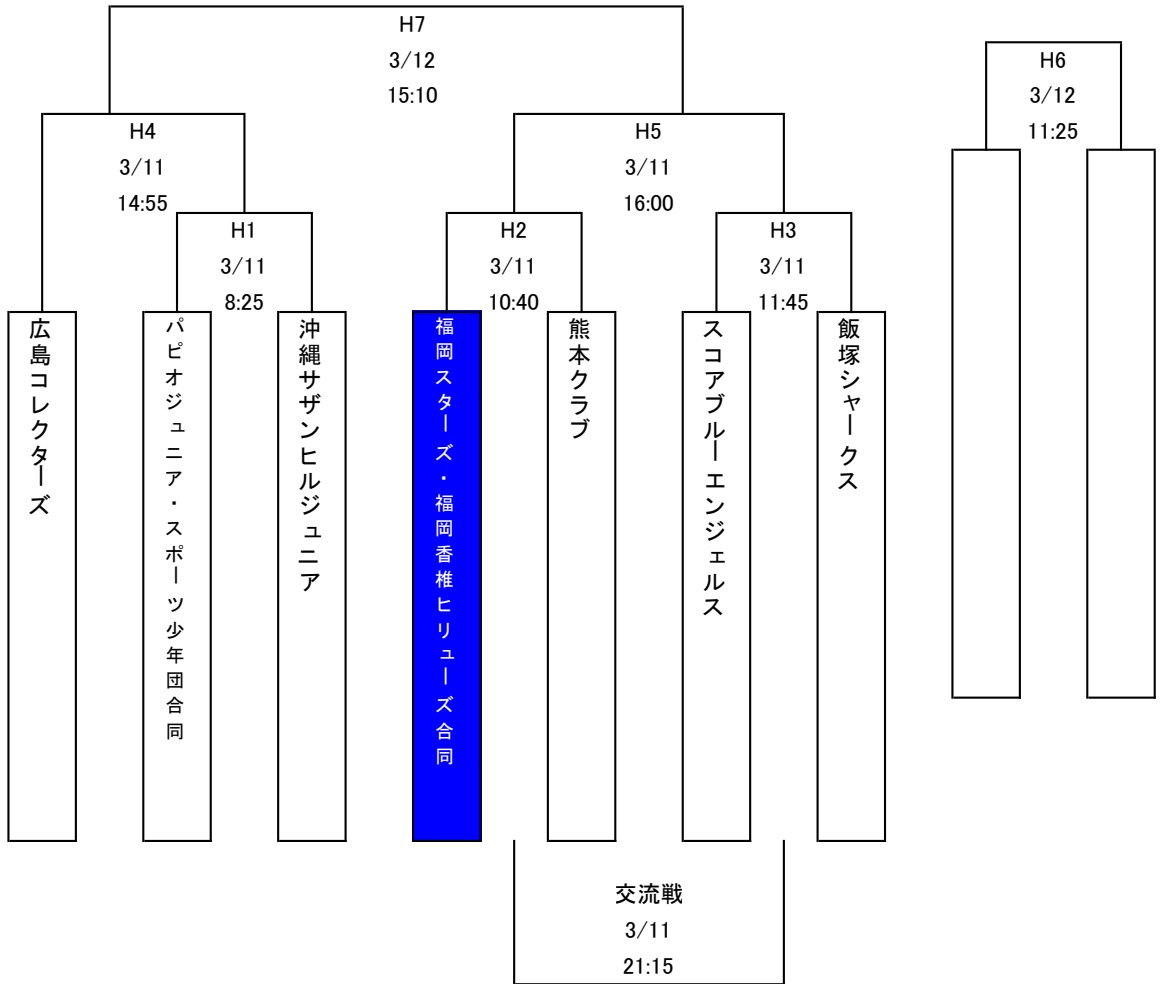 H7
3/12
15:10
H6
3/12
11:25
H4
3/11
14:55
H5
3/11
16:00
H1
3/11
8:25
H2
3/11
10:40
H3
3/11
11:45
広島コレクターズ
パピオジュニア・スポーツ少年団合同
沖縄サザンヒルジュニア
福岡スターズ・福岡香椎ヒリューズ合同
熊本クラブ
スコアブルーエンジェルス
飯塚シャークス
交流戦
3/11
21:15